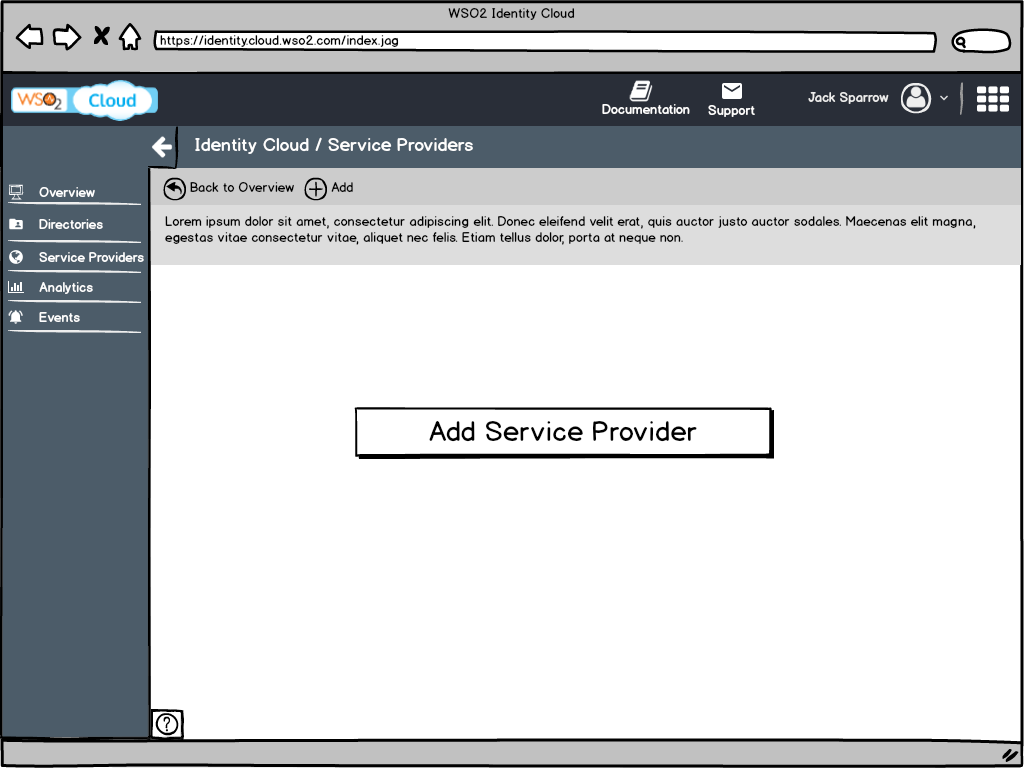 WSO2 Identity Cloud
https://identity.cloud.wso2.com/index.jag
WSO2 Cloud
Documentation
Support
Jack Sparrow
Identity Cloud / Service Providers
Overview
Directories
Service Providers
Analytics
Events
Back to Overview
Add
Lorem ipsum dolor sit amet, consectetur adipiscing elit. Donec eleifend velit erat, quis auctor justo auctor sodales. Maecenas elit magna,
egestas vitae consectetur vitae, aliquet nec felis. Etiam tellus dolor, porta at neque non.
Add Service Provider
?